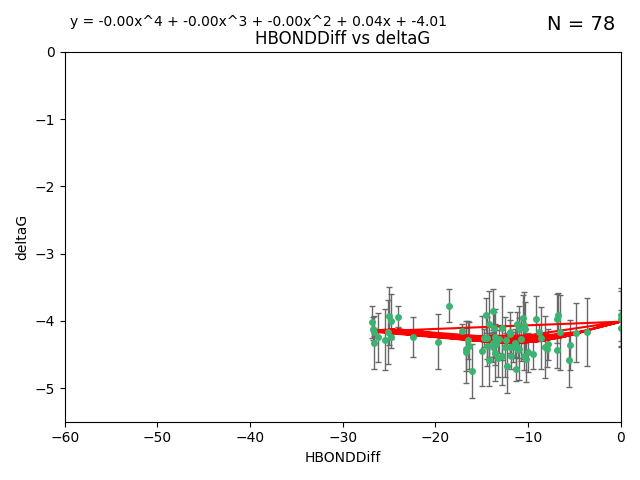 y = -0.00x^4 + -0.00x^3 + -0.00x^2 + 0.04x + -4.01
N = 78
HBONDDiff vs deltaG
0
−1
−2
−3
−4
−5
deltaG
−60 −50 −40 −30 −20 −10 0
HBONDDiff